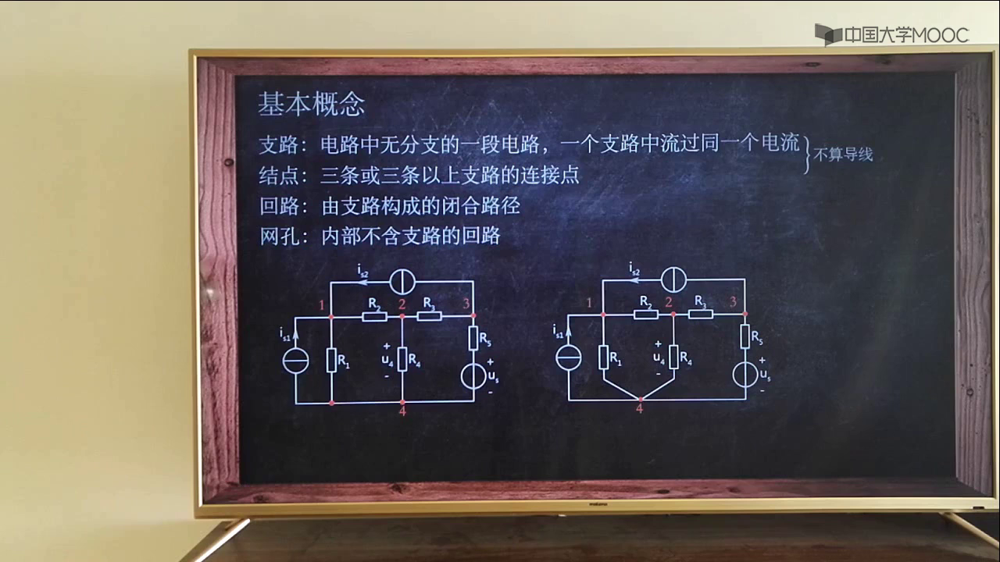 中国大学MOOC
基本概念
支路：电路中无分支的一段电路，一个支路中流过同一个电流
不算导线
结点：三条或三条以上支路的连接点
回路：由支路构成的闭合路径
网孔：内部不含支路的回路
is2
1 R2 2 R3 3
is1
R1
+ u4 - R4
R5
+ us -
4
is2
1 R2 2 R3 3
is1
R1
+ u4 - R4
R5
+ us -
4